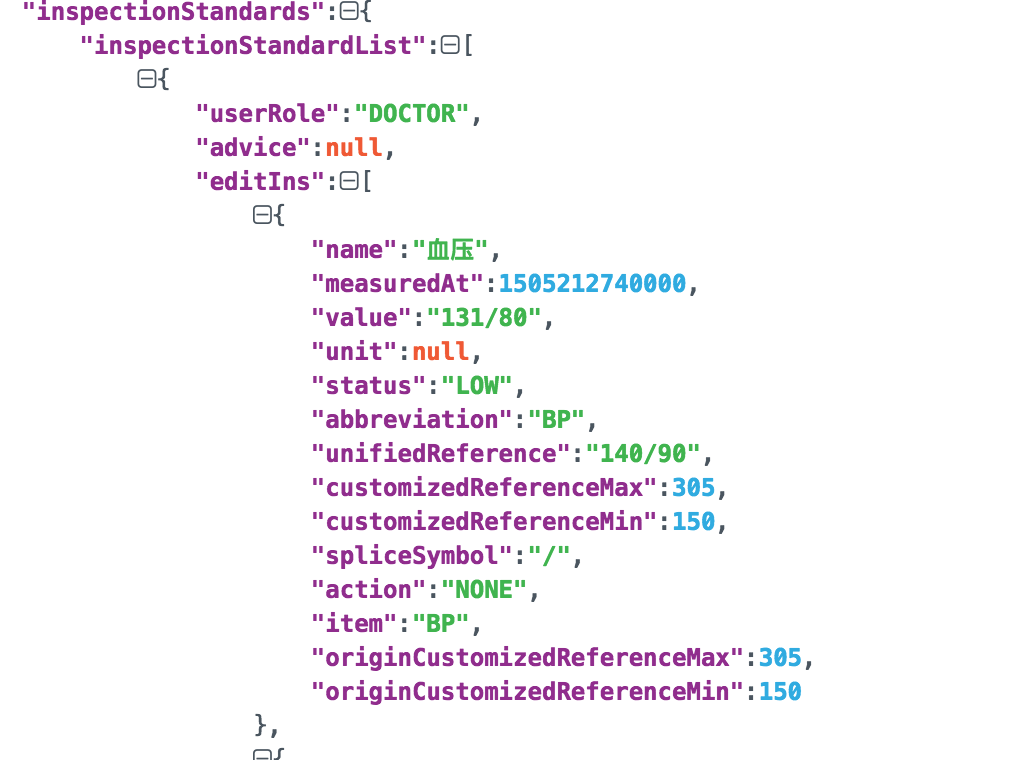 "inspectionStandards":{
"inspectionStandardList":[
{
"userRole":"DOCTOR",
"advice":null,
"editIns":[
{
"name":"血压",
"measuredAt":1505212740000,
"value":"131/80",
"unit":null,
"status":"LOW",
"abbreviation":"BP",
"unifiedReference":"140/90",
"customizedReferenceMax":305,
"customizedReferenceMin":150,
"spliceSymbol":"/",
"action":"NONE",
"item":"BP",
"originCustomizedReferenceMax":305,
"originCustomizedReferenceMin":150
},
{